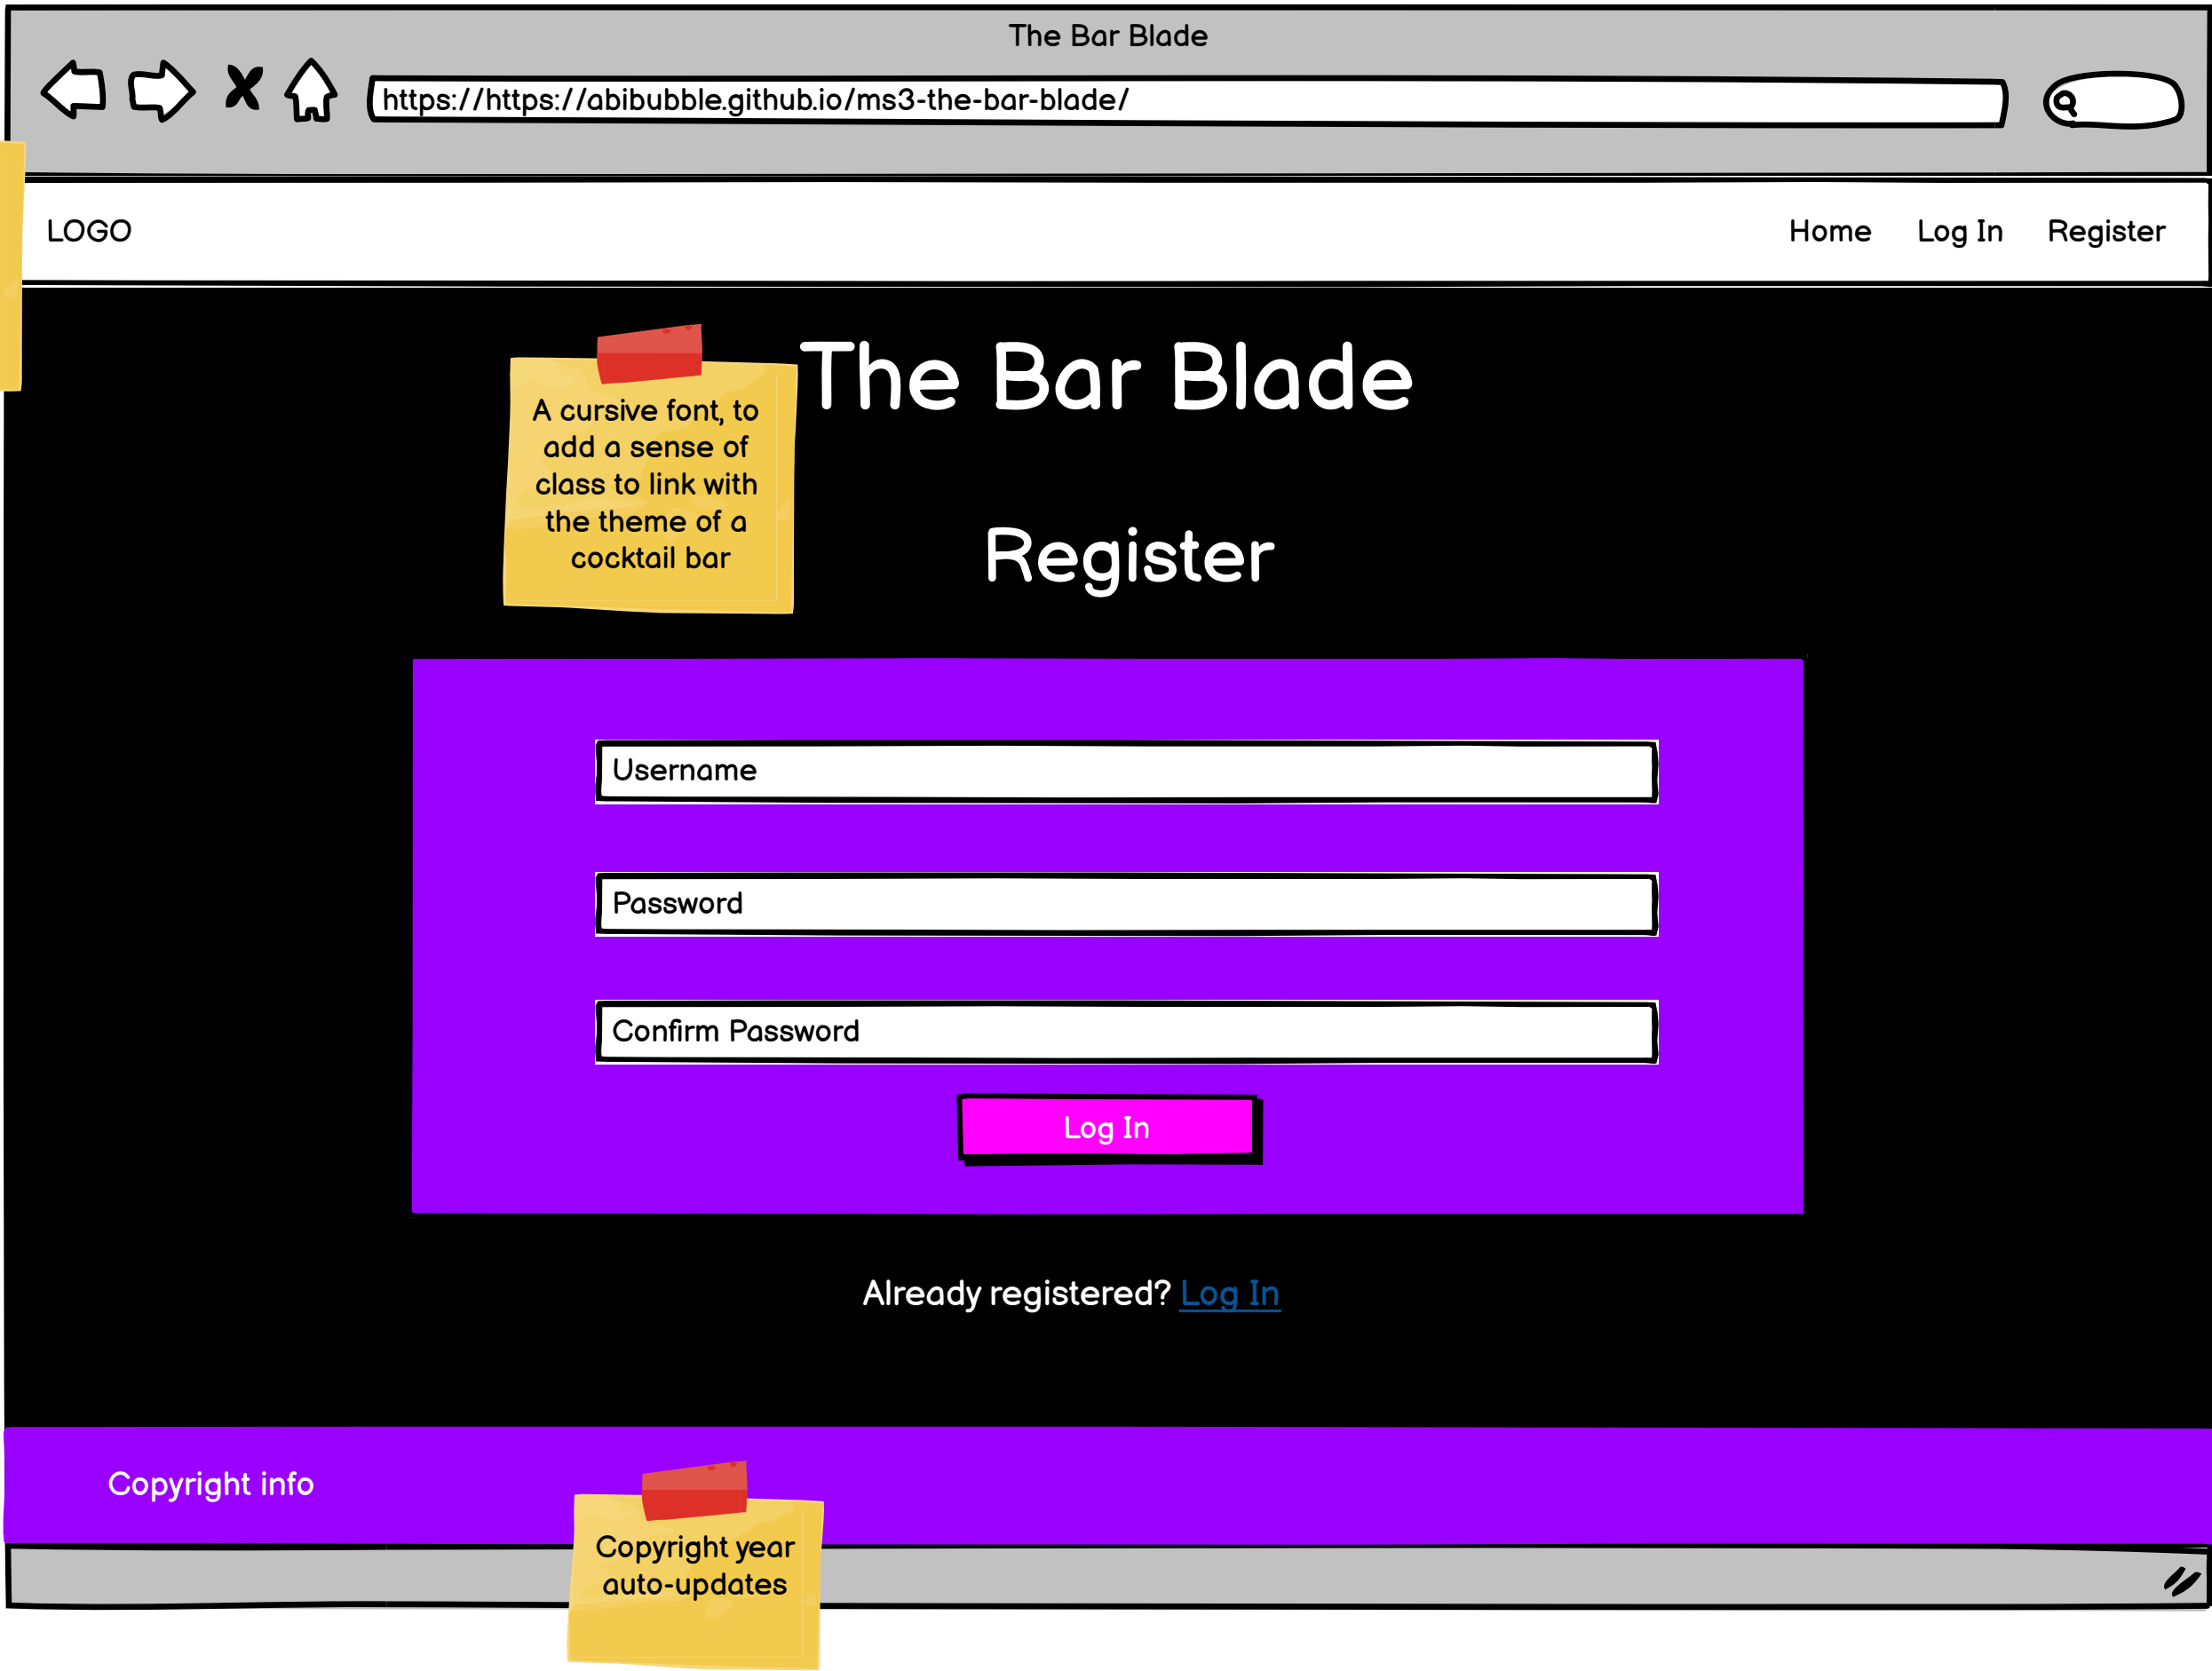 The Bar Blade
https://https://abibubble.github.io/ms3-the-bar-blade/
LOGO
Home
Log In
Register
The Bar Blade
A cursive font, to
add a sense of
class to link with
the theme of a
cocktail bar
Register
Username
Password
Confirm Password
Log In
Already registered? Log In
Copyright info
Copyright year
auto-updates